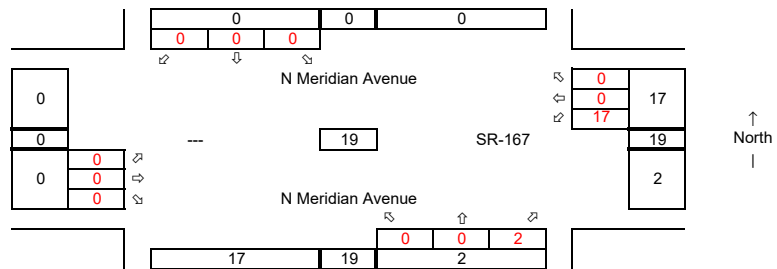 0 0 0
0 0 0
⬃ ⇩ ⬂
N Meridian Avenue
⬁ 0
0 ⇦ 0 17
⬃ 17 ↑
0 --- 19 SR-167 19 North
0 ⬀ |
0 0 ⇨ 2
0 ⬂ N Meridian Avenue
⬁ ⇧ ⬀
0 0 2
17 19 2